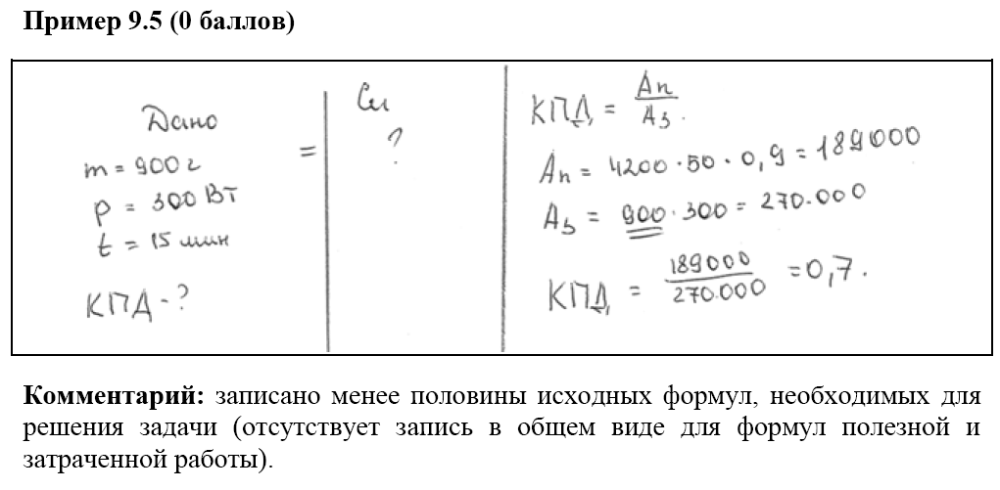 Пример 9.5 (0 баллов)
Дано
m = 900 г
P = 300 Вт
t = 15 мин
КПД - ?
=
Си
?
КПД = Aп / Aз.
Aп = 4200 · 50 · 0,9 = 189000
Aз = 900 · 300 = 270.000
КПД = 189000 / 270.000 = 0,7.
Комментарий: записано менее половины исходных формул, необходимых для
решения задачи (отсутствует запись в общем виде для формул полезной и
затраченной работы).